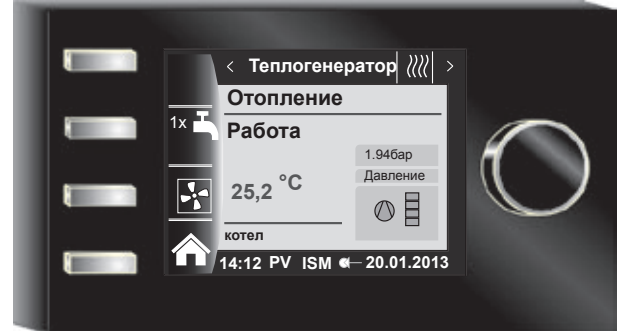 < Теплогенератор >
Отопление
1x
Работа
1.94бар
25,2 °C
Давление
котел
14:12 PV ISM 20.01.2013